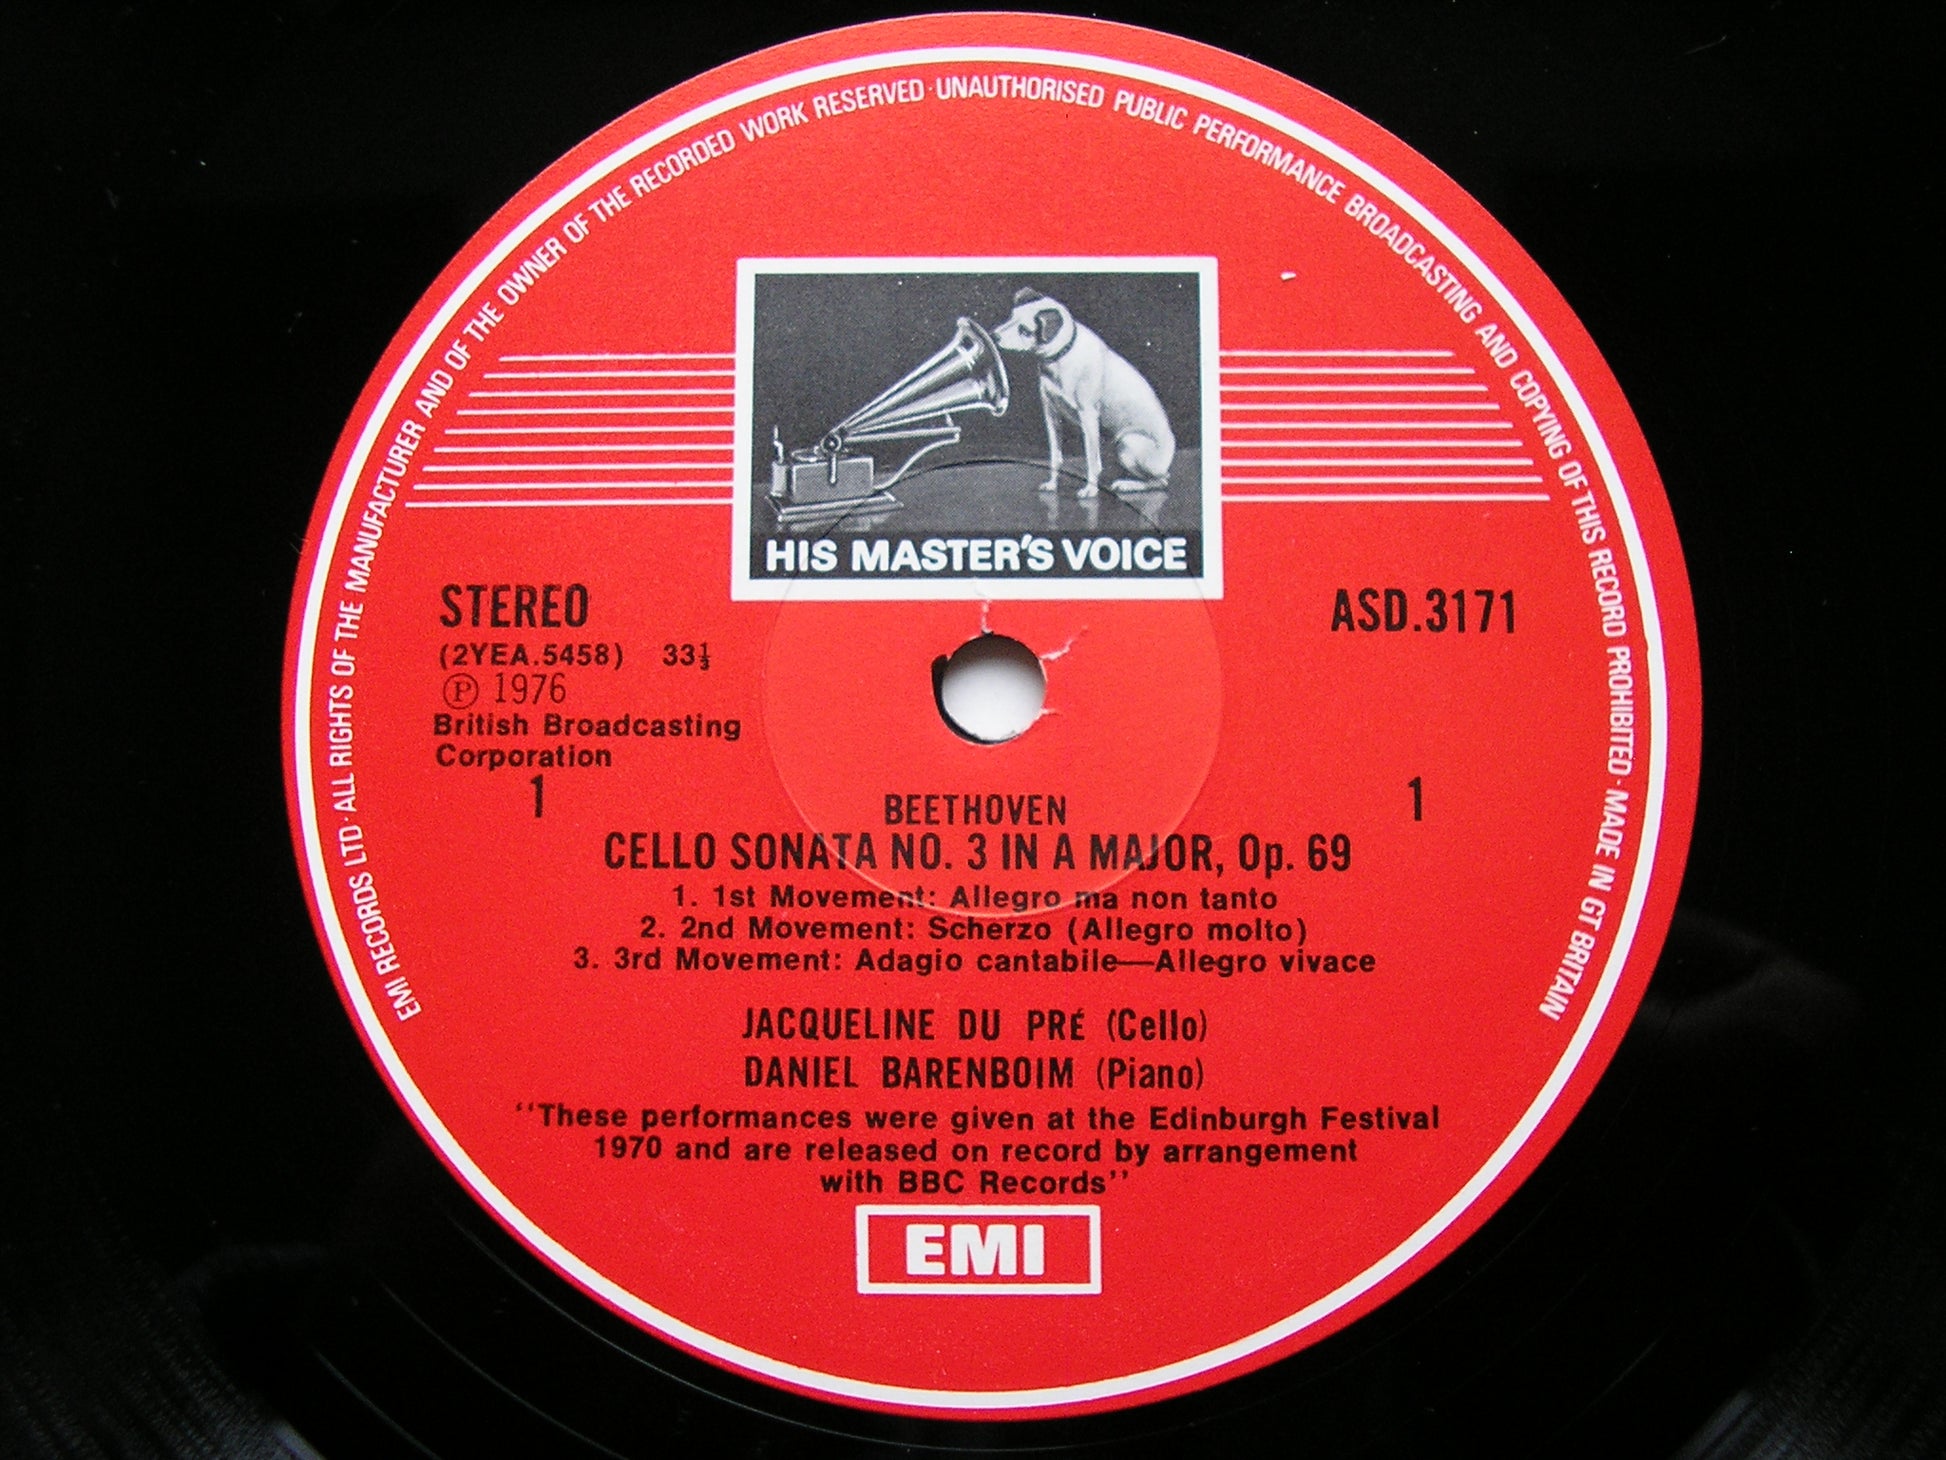 EMI RECORDS LTD · ALL RIGHTS OF THE MANUFACTURER AND OF THE OWNER OF THE RECORDED WORK RESERVED · UNAUTHORISED PUBLIC PERFORMANCE BROADCASTING AND COPYING OF THIS RECORD PROHIBITED · MADE IN GT BRITAIN
HIS MASTER'S VOICE
STEREO
ASD.3171
(2YEA.5458) 33⅓
Ⓟ 1976
British Broadcasting
Corporation
1 1
BEETHOVEN
CELLO SONATA NO. 3 IN A MAJOR, Op. 69
1. 1st Movement: Allegro ma non tanto
2. 2nd Movement: Scherzo (Allegro molto)
3. 3rd Movement: Adagio cantabile—Allegro vivace
JACQUELINE DU PRÉ (Cello)
DANIEL BARENBOIM (Piano)
"These performances were given at the Edinburgh Festival
1970 and are released on record by arrangement
with BBC Records"
EMI